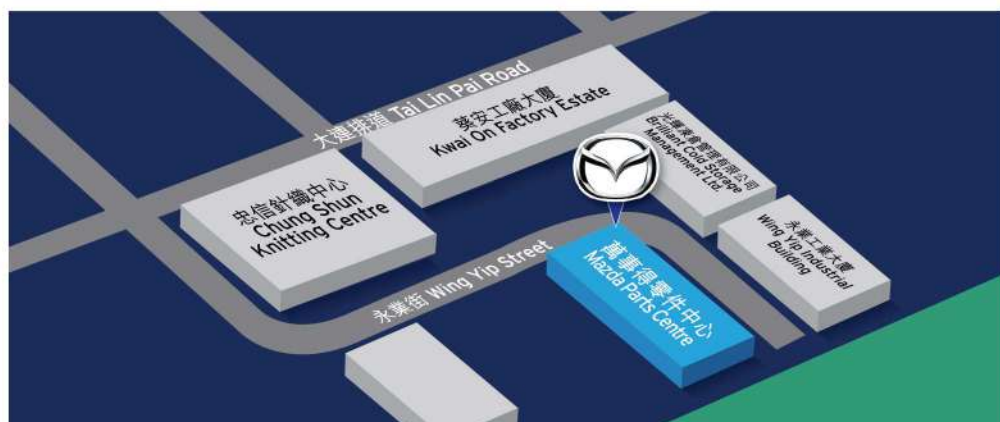 大連排道 Tai Lin Pai Road
葵安工廠大廈
Kwai On Factory Estate
光輝凍倉管理有限公司
Brilliant Cold Storage
Management Ltd.
忠信針織中心
Chung Shun
Knitting Centre
永業工業大廈
Wing Yip Industrial
Building
永業街 Wing Yip Street
萬事得零件中心
Mazda Parts Centre